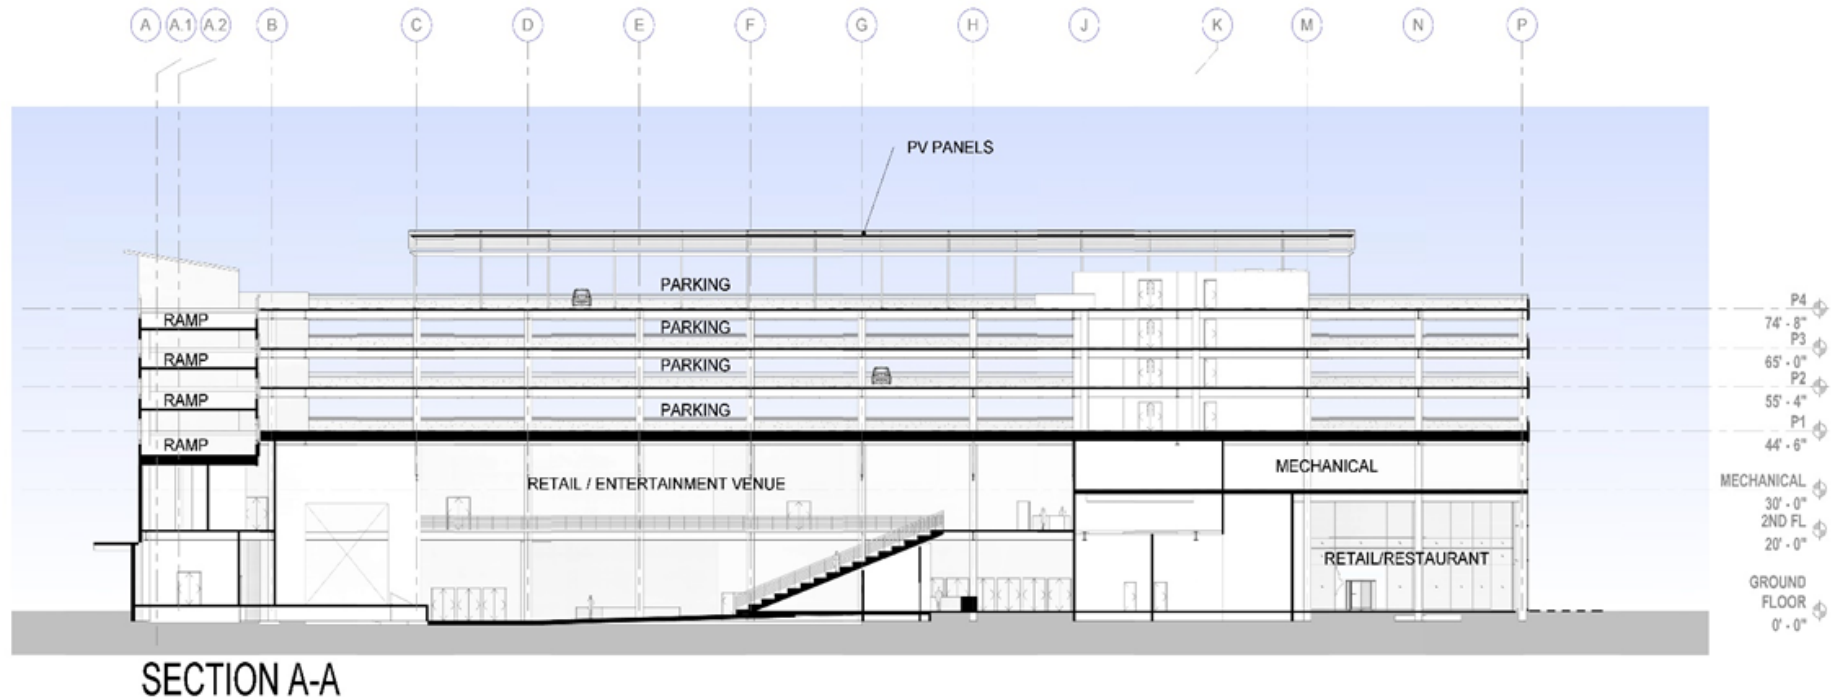 A A.1 A.2 B C D E F G H J K M N P
PV PANELS
PARKING
P4
RAMP
74' - 8"
PARKING
P3
RAMP
65' - 0"
PARKING
P2
RAMP
55' - 4"
PARKING
P1
RAMP
44' - 6"
MECHANICAL
RETAIL / ENTERTAINMENT VENUE
MECHANICAL
30' - 0"
2ND FL
20' - 0"
RETAIL/RESTAURANT
GROUND
FLOOR
0' - 0"
SECTION A-A